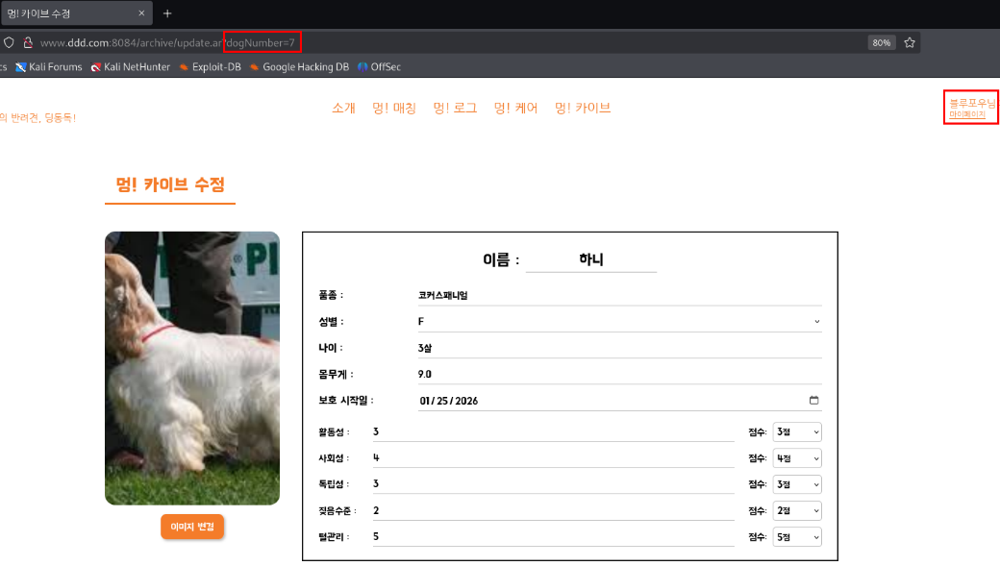 멍! 카이브 수정
www.ddd.com:8084/archive/update.ar?dogNumber=7
80%
cs Kali Forums Kali NetHunter Exploit-DB Google Hacking DB OffSec
의 반려견, 딩동독!
소개 멍! 매칭 멍! 로그 멍! 케어 멍! 카이브
블루포우님
마이페이지
멍! 카이브 수정
PI
이미지 변경
이름 : 하니
품종 : 코커스패니얼
성별 : F
나이 : 3살
몸무게 : 9.0
보호 시작일 : 01 / 25 / 2026
활동성 : 3 점수: 3점
사회성 : 4 점수: 4점
독립성 : 3 점수: 3점
짖음수준 : 2 점수: 2점
털관리 : 5 점수: 5점